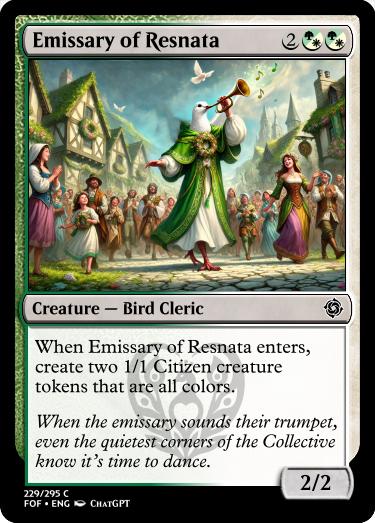 Emissary of Resnata 2
Creature — Bird Cleric
When Emissary of Resnata enters,
create two 1/1 Citizen creature
tokens that are all colors.
When the emissary sounds their trumpet,
even the quietest corners of the Collective
know it's time to dance.
2/2
229/295 C
FOF • ENG ChatGPT